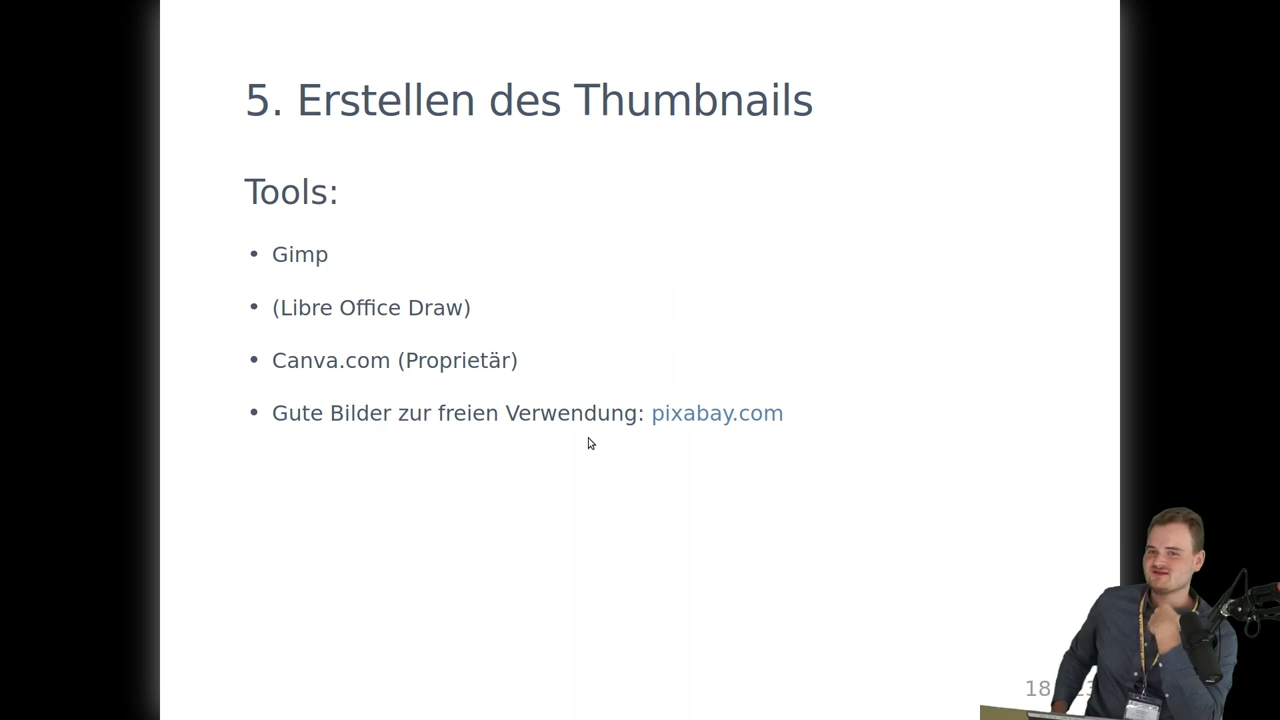 5. Erstellen des Thumbnails
Tools:
• Gimp
• (Libre Office Draw)
• Canva.com (Proprietär)
• Gute Bilder zur freien Verwendung: pixabay.com
18